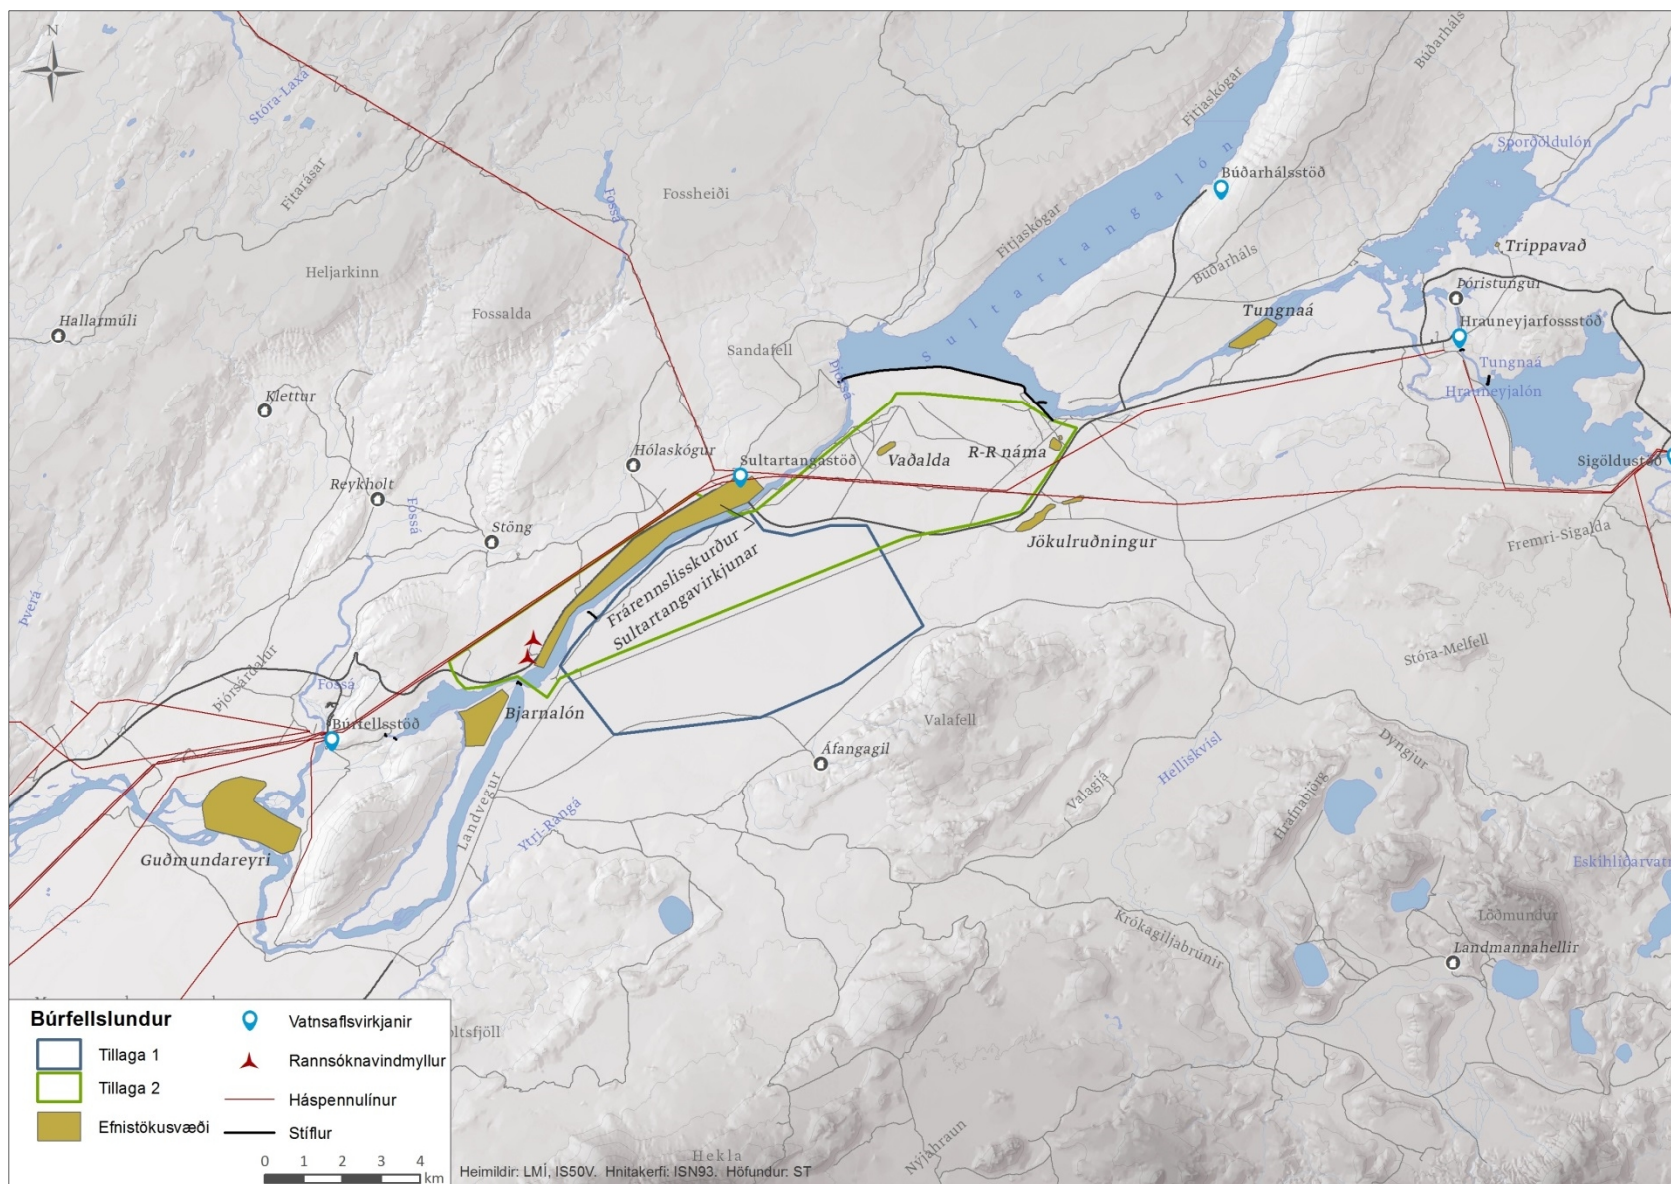 N
Stóra-Laxá
Fitarásar
Fossá
Fossheiði
Fitjaskógar
Búðarháls
Sporðöldulón
Búðarhálsstöð
Fitjaskógar
Sultartangalón
Búðarháls
Trippavað
Heljarkinn
Þóristungur
Hallarmúli
Fossalda
Tungnaá
Hrauneyjarfossstöð
Sandafell
Þjórsá
Tungnaá
Hrauneyjalón
Klettur
Hólaskógur
Sultartangastöð
Vaðalda
R-R náma
Sigöldustöð
Reykholt
Fossá
Stöng
Jökulruðningur
Fremri-Sigalda
Frárennslisskurður
Sultartangavirkjunar
Þverá
Stóra-Melfell
Þjórsárdalur
Fossá
Búrfellsstöð
Bjarnalón
Valafell
Áfangagil
Helliskvísl
Dyngjur
Valagjá
Hrafnabjörg
Landvegur
Ytri-Rangá
Guðmundareyri
Eskihlíðarvatn
Krókagiljabrúnir
Löðmundur
Landmannahellir
oltsfjöll
Nýjahraun
Hekla
Búrfellslundur
Tillaga 1
Tillaga 2
Efnistökusvæði
Vatnsaflsvirkjanir
Rannsóknavindmyllur
Háspennulínur
Stíflur
0 1 2 3 4
km
Heimildir: LMÍ, IS50V. Hnitakerfi: ISN93. Höfundur: ST